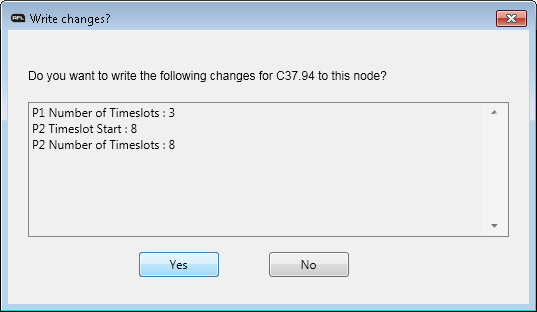 AFL Write changes?
Do you want to write the following changes for C37.94 to this node?
P1 Number of Timeslots : 3
P2 Timeslot Start : 8
P2 Number of Timeslots : 8
Yes No